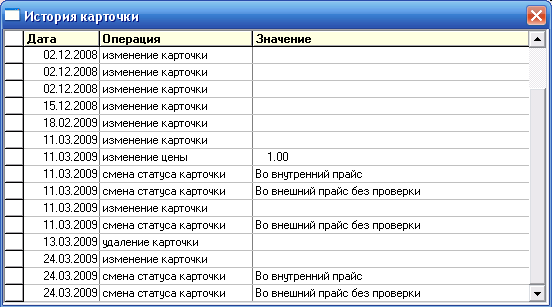 История карточки
Дата Операция Значение
02.12.2008 изменение карточки
02.12.2008 изменение карточки
02.12.2008 изменение карточки
15.12.2008 изменение карточки
18.02.2009 изменение карточки
11.03.2009 изменение карточки
11.03.2009 изменение цены 1.00
11.03.2009 смена статуса карточки Во внутренний прайс
11.03.2009 смена статуса карточки Во внешний прайс без проверки
11.03.2009 изменение карточки
11.03.2009 смена статуса карточки Во внешний прайс без проверки
13.03.2009 удаление карточки
24.03.2009 изменение карточки
24.03.2009 смена статуса карточки Во внутренний прайс
24.03.2009 смена статуса карточки Во внешний прайс без проверки